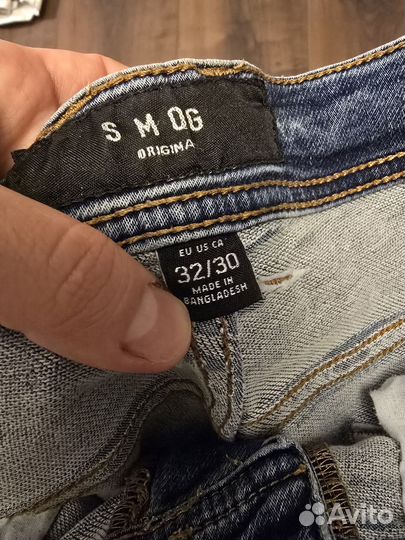 S M OG
ORIGINA
EU US CA
32/30
MADE IN
BANGLADESH
Avito